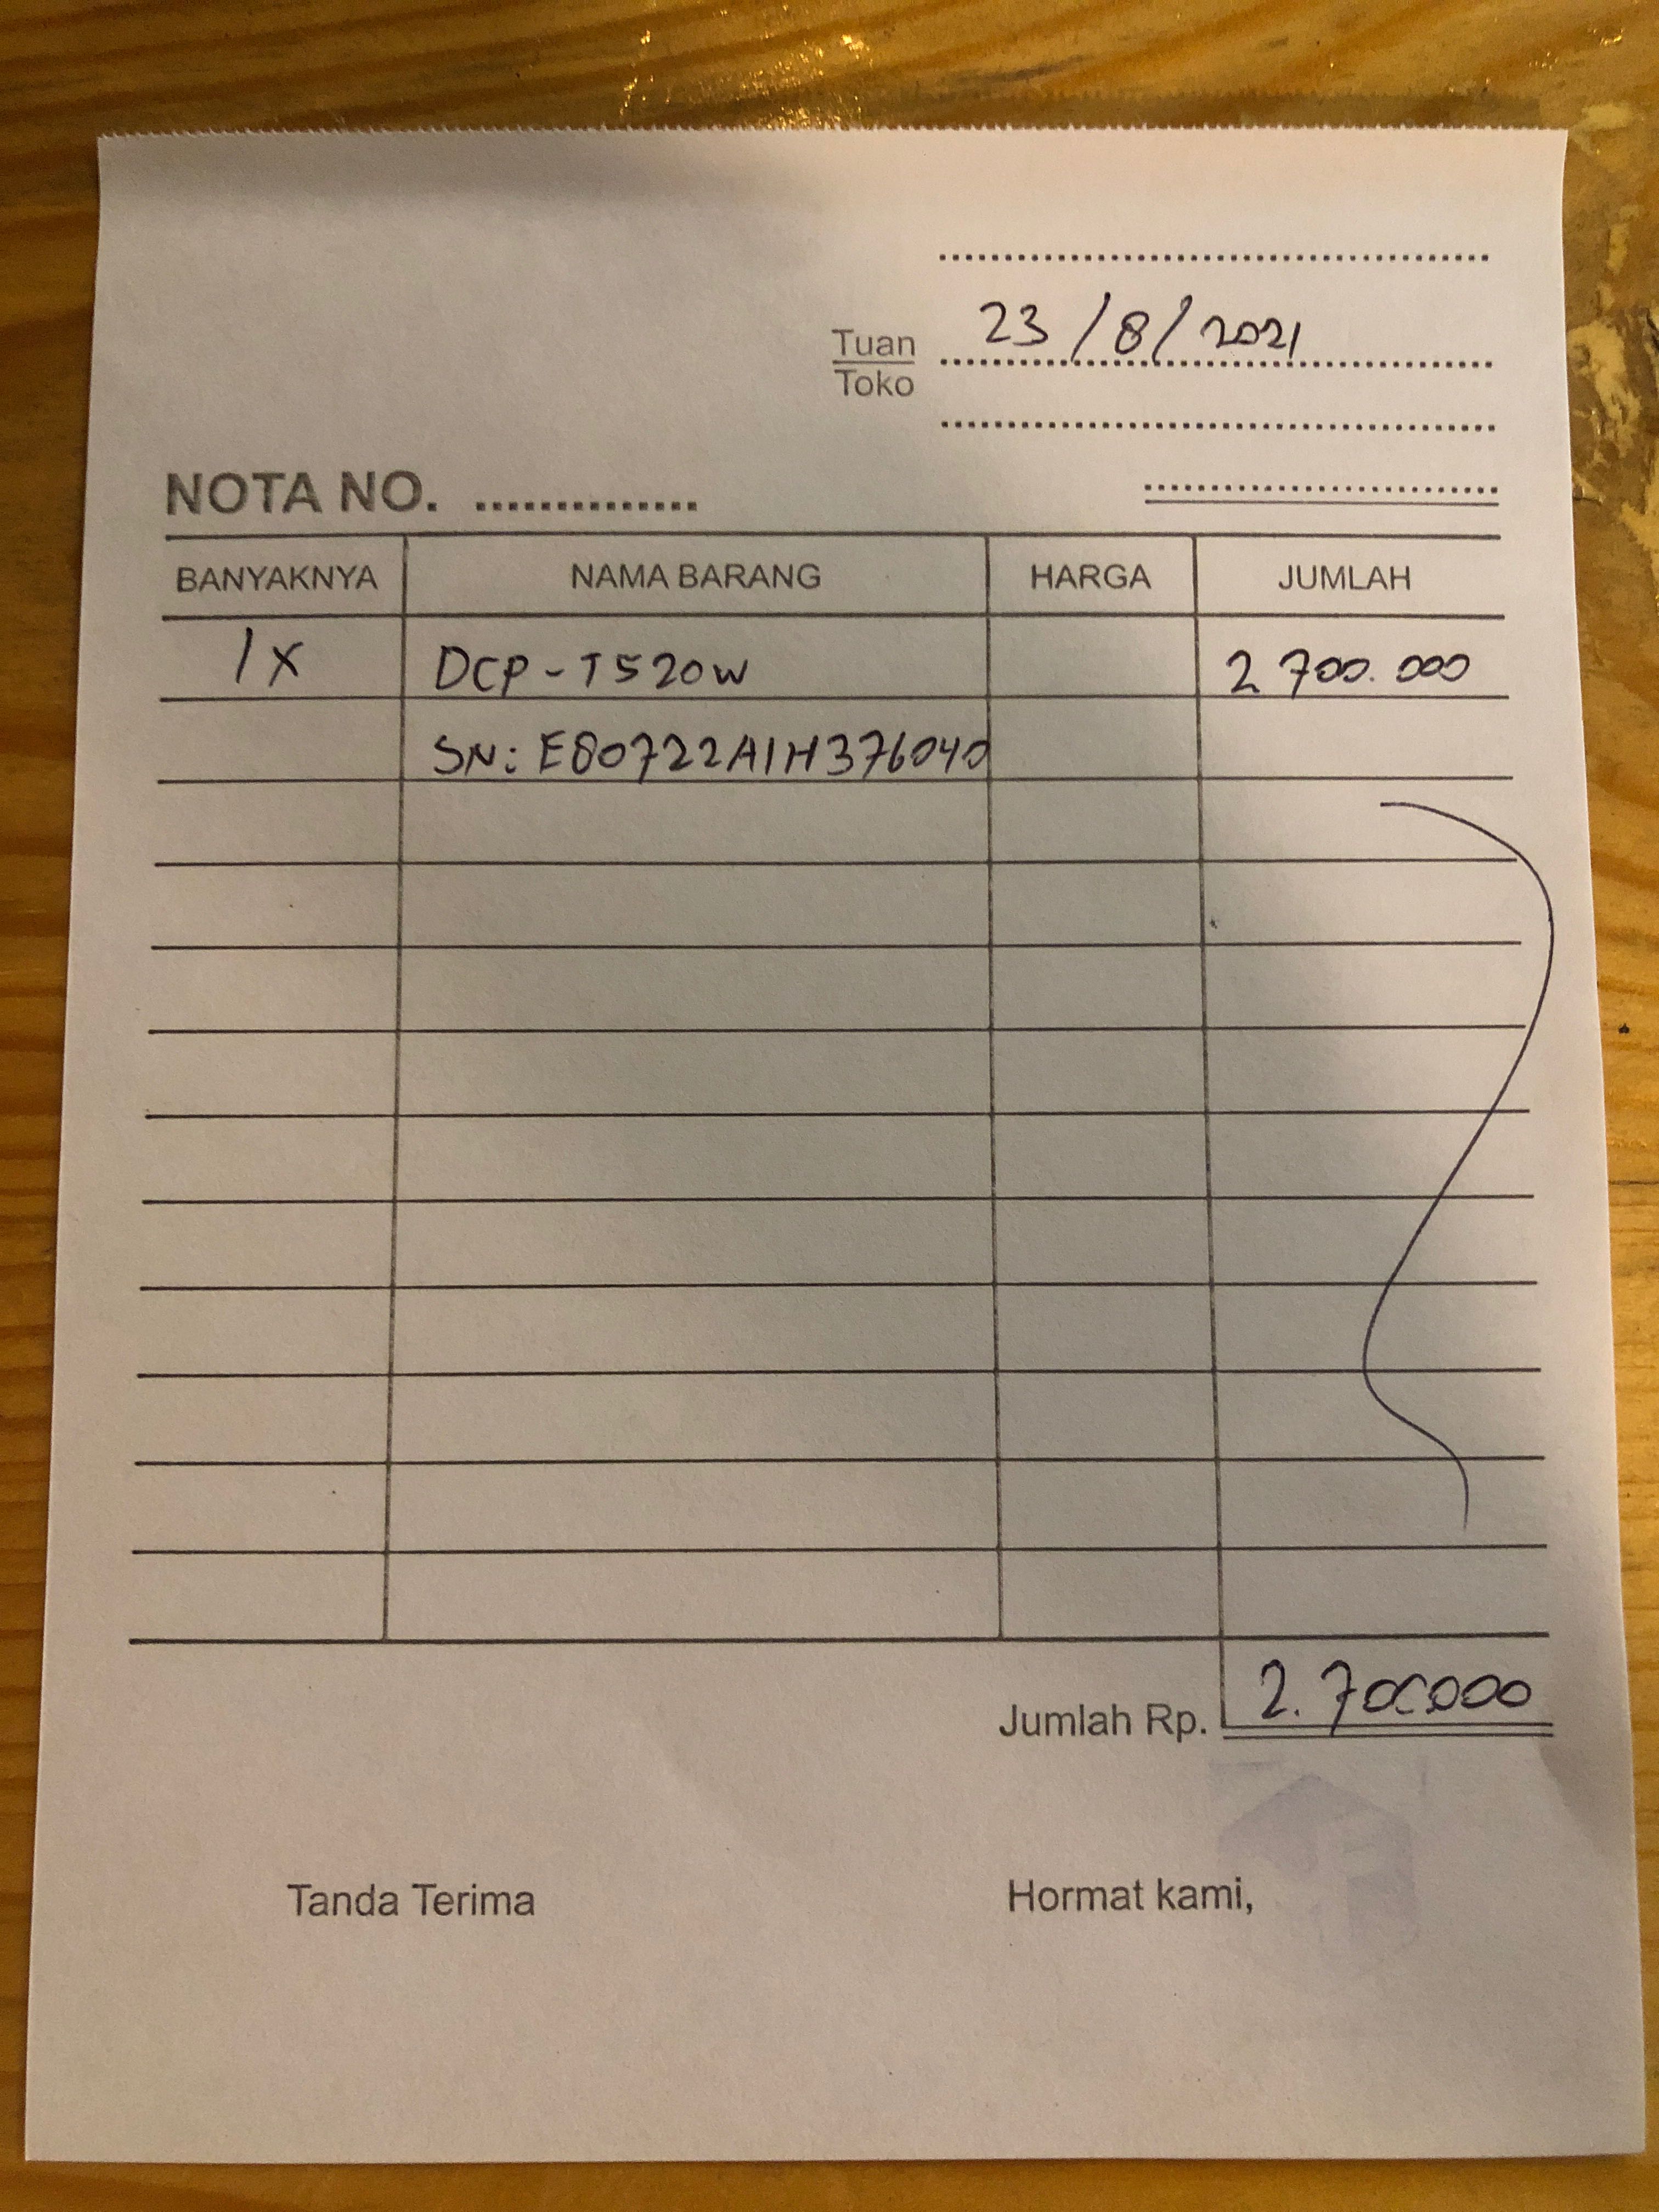 23/8/2021
Tuan
Toko
NOTA NO. ..............
BANYAKNYA NAMA BARANG HARGA JUMLAH
1x DCP-T520W 2 700.000
SN: E80722A1H376040
Jumlah Rp. 2.700.000
Tanda Terima Hormat kami,